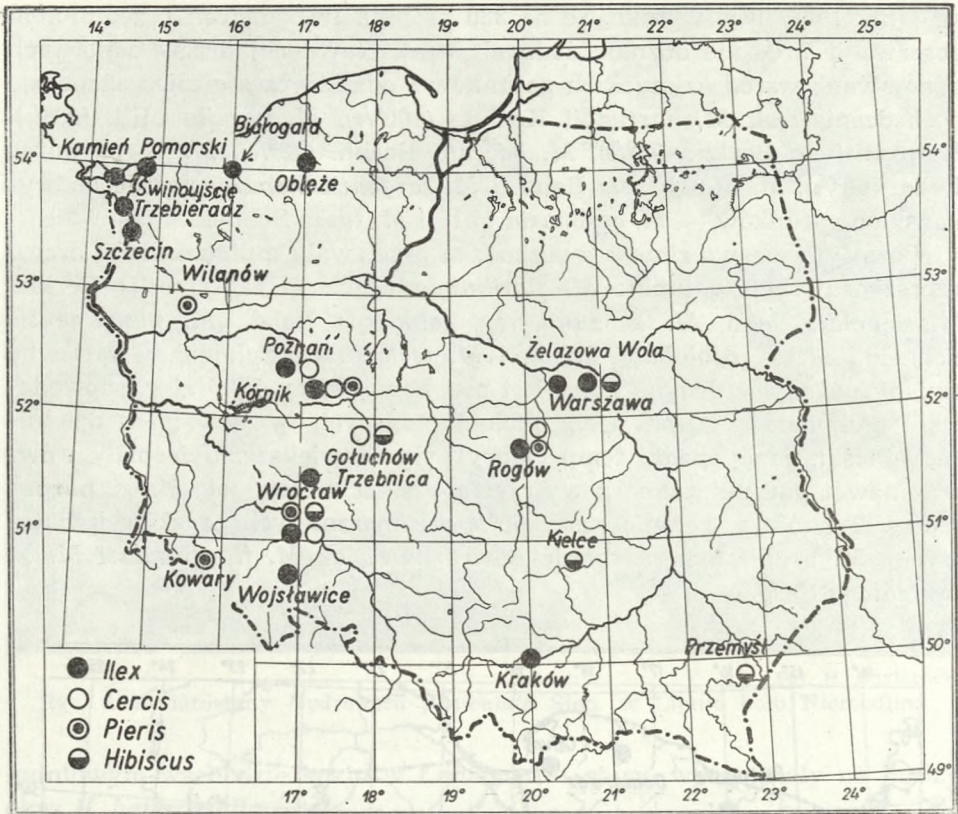 14° 15° 16° 17° 18° 19° 20° 21° 22° 23° 24° 25°
Białogard
54° Kamień Pomorski 54°
Oblęże
Świnoujście
Trzebieradz
Szczecin
53° Wilanów 53°
Poznań Żelazowa Wola
52° Kórnik Warszawa 52°
Gołuchów Rogów
Trzebnica
Wrocław
51° Kielce 51°
Kowary
Wojsławice
50° Przemyśl 50°
Kraków
Ilex
Cercis
Pieris
Hibiscus
49°
17° 18° 19° 20° 21° 22° 23° 24°